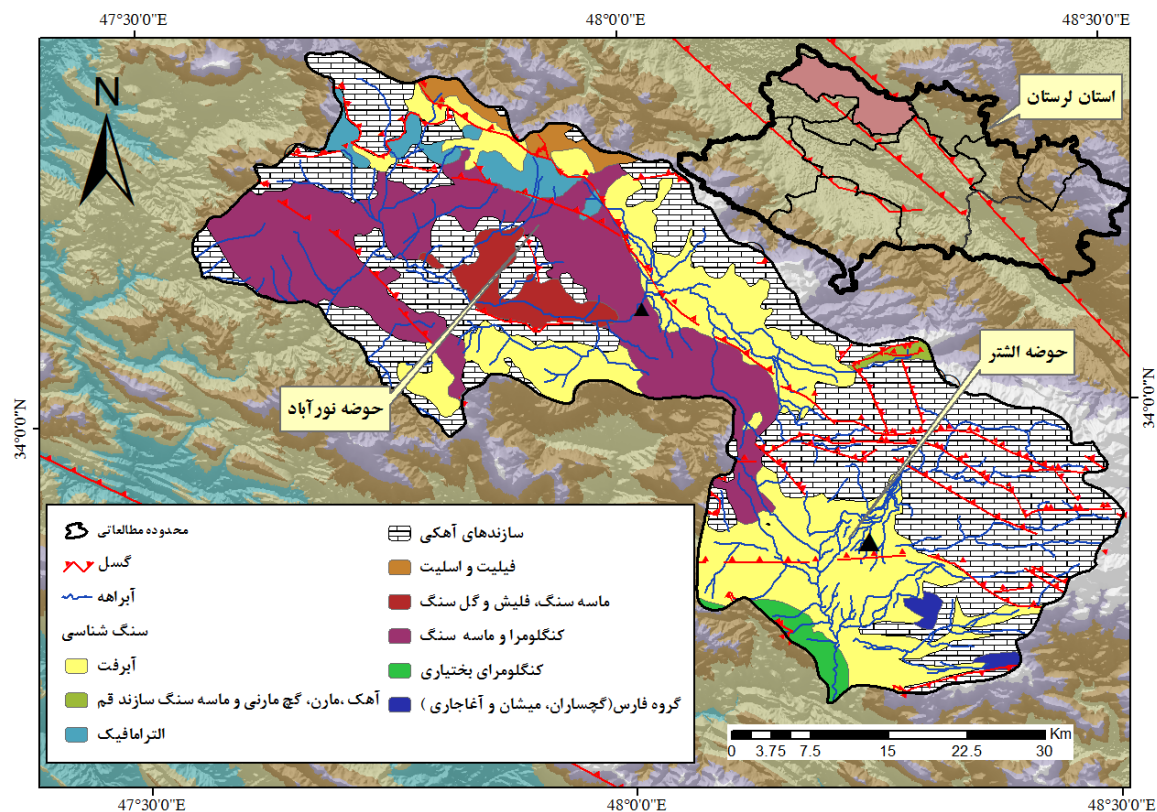 47°30'0"E
48°0'0"E
48°30'0"E
N
استان لرستان
حوضه الشتر
حوضه نورآباد
34°0'0"N
34°0'0"N
محدوده مطالعاتی
گسل
آبراهه
سنگ شناسی
آبرفت
آهک ،مارن، گچ مارنی و ماسه سنگ سازند قم
الترامافیک
سازندهای آهکی
فیلیت و اسلیت
ماسه سنگ، فلیش و گل سنگ
کنگلومرا و ماسه سنگ
کنگلومرای بختیاری
گروه فارس(گچساران، میشان و آغاجاری )
Km
0 3.75 7.5 15 22.5 30
47°30'0"E
48°0'0"E
48°30'0"E